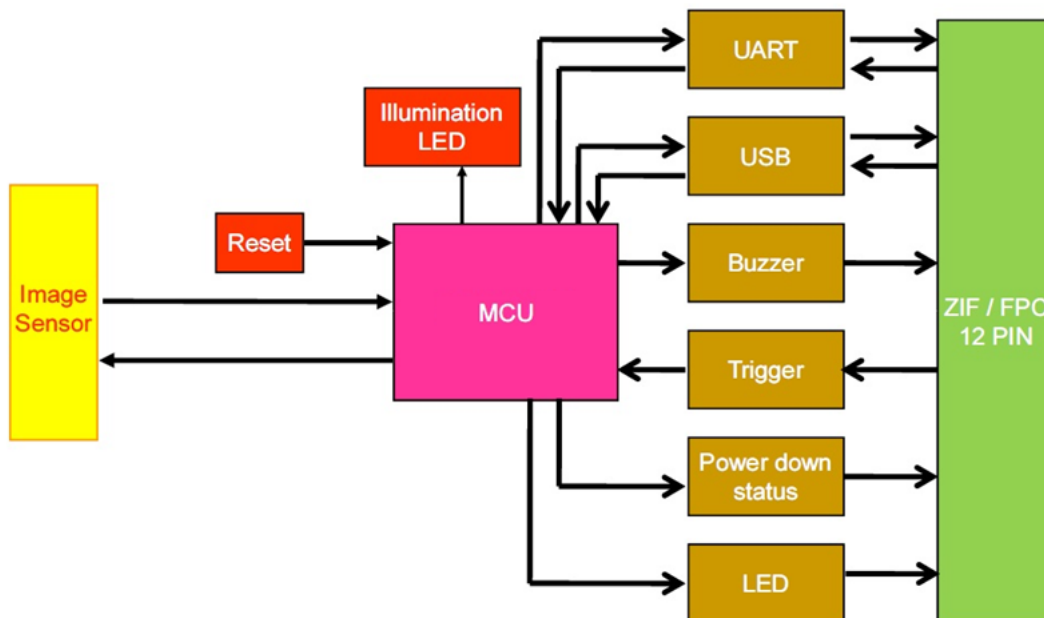 UART
Illumination
LED
USB
Reset
Buzzer
Image
Sensor
MCU
ZIF / FPC
12 PIN
Trigger
Power down
status
LED